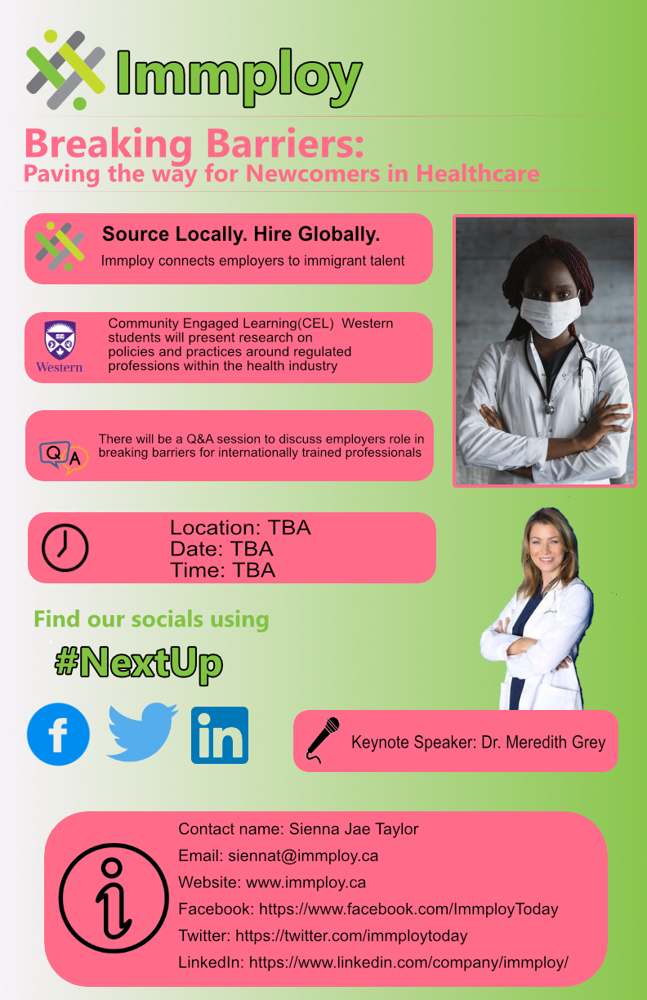 Immploy
Breaking Barriers:
Paving the way for Newcomers in Healthcare
Source Locally. Hire Globally.
Immploy connects employers to immigrant talent
Community Engaged Learning(CEL)  Western
students will present research on
policies and practices around regulated
professions within the health industry
Western
There will be a Q&A session to discuss employers role in
breaking barriers for internationally trained professionals
Q A
Location: TBA
Date: TBA
Time: TBA
Find our socials using
#NextUp
f
in
Keynote Speaker: Dr. Meredith Grey
Contact name: Sienna Jae Taylor
Email: siennat@immploy.ca
Website: www.immploy.ca
Facebook: https://www.facebook.com/ImmployToday
Twitter: https://twitter.com/immploytoday
LinkedIn: https://www.linkedin.com/company/immploy/
i